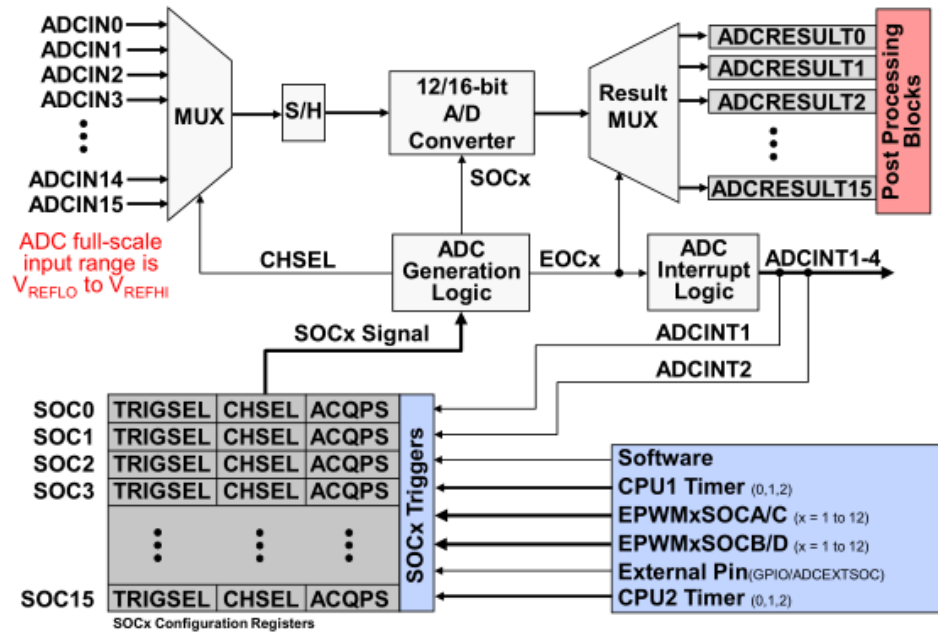 ADCIN0
ADCIN1
ADCIN2
ADCIN3
ADCIN14
ADCIN15
MUX
S/H
12/16-bit
A/D
Converter
Result
MUX
ADCRESULT0
ADCRESULT1
ADCRESULT2
ADCRESULT15
Post Processing
Blocks
SOCx
ADC full-scale
input range is
VREFLO to VREFHI
CHSEL
ADC
Generation
Logic
EOCx
ADC
Interrupt
Logic
ADCINT1-4
SOCx Signal
ADCINT1
ADCINT2
SOC0 TRIGSEL CHSEL ACQPS
SOC1 TRIGSEL CHSEL ACQPS
SOC2 TRIGSEL CHSEL ACQPS
SOC3 TRIGSEL CHSEL ACQPS
SOC15 TRIGSEL CHSEL ACQPS
SOCx Configuration Registers
SOCx Triggers
Software
CPU1 Timer (0,1,2)
EPWMxSOCA/C (x = 1 to 12)
EPWMxSOCB/D (x = 1 to 12)
External Pin(GPIO/ADCEXTSOC)
CPU2 Timer (0,1,2)